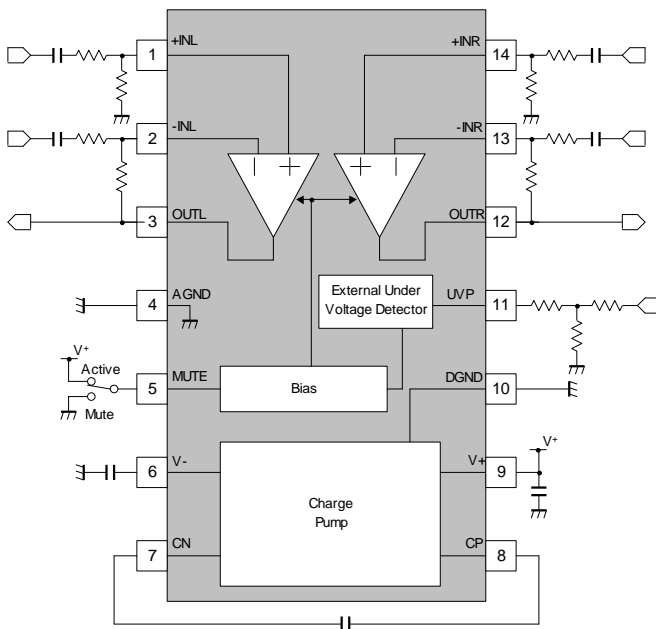 1
+INL
+INR
14
2
-INL
-INR
13
3
OUTL
OUTR
12
4
AGND
External Under
Voltage Detector
UVP
11
V+
Active
Mute
5
MUTE
Bias
DGND
10
6
V-
V+
9
V+
Charge
Pump
7
CN
CP
8